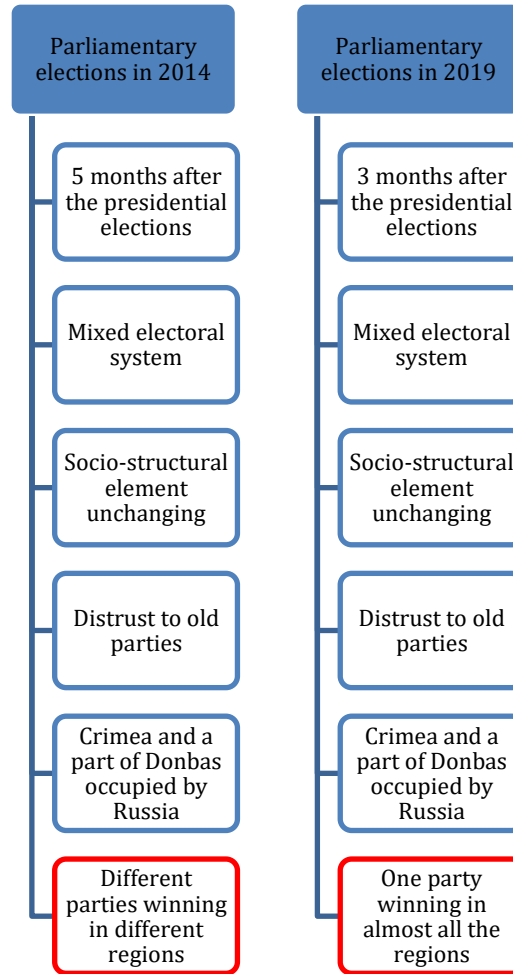 Parliamentary
elections in 2014
5 months after
the presidential
elections
Mixed electoral
system
Socio-structural
element
unchanging
Distrust to old
parties
Crimea and a
part of Donbas
occupied by
Russia
Different
parties winning
in different
regions
Parliamentary
elections in 2019
3 months after
the presidential
elections
Mixed electoral
system
Socio-structural
element
unchanging
Distrust to old
parties
Crimea and a
part of Donbas
occupied by
Russia
One party
winning in
almost all the
regions